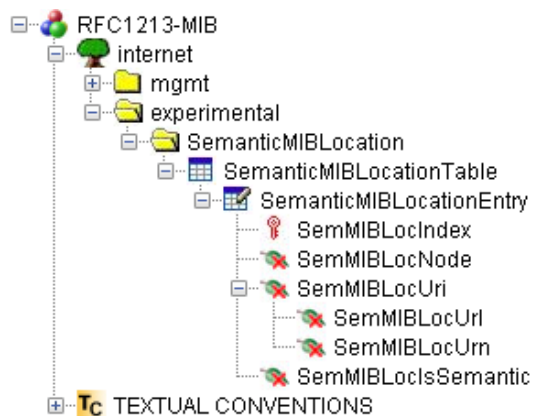 RFC1213-MIB
internet
mgmt
experimental
SemanticMIBLocation
SemanticMIBLocationTable
SemanticMIBLocationEntry
SemMIBLocIndex
SemMIBLocNode
SemMIBLocUri
SemMIBLocUrl
SemMIBLocUrn
SemMIBLocIsSemantic
Tc TEXTUAL CONVENTIONS